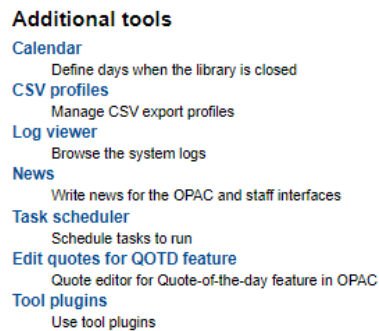 Additional tools
Calendar
Define days when the library is closed
CSV profiles
Manage CSV export profiles
Log viewer
Browse the system logs
News
Write news for the OPAC and staff interfaces
Task scheduler
Schedule tasks to run
Edit quotes for QOTD feature
Quote editor for Quote-of-the-day feature in OPAC
Tool plugins
Use tool plugins